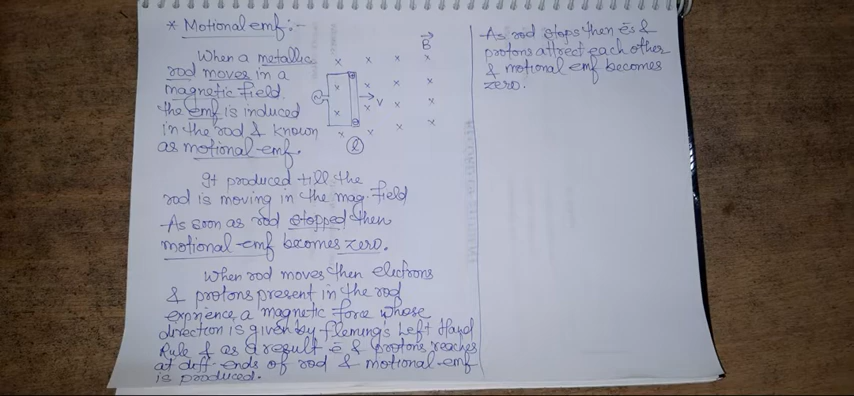 * Motional emf:-
When a metallic
rod moves in a
magnetic field.
the emf is induced
in the rod & known
as motional-emf.
B
V
l
It produced till the
rod is moving in the mag. field
As soon as rod stopped then
motional-emf becomes zero.
When rod moves then electrons
& protons present in the rod
exprience a magnetic force whose
direction is given by fleming's Left Hand
Rule & as a result ē & protons reaches
at diff. ends of rod & motional-emf
is produced.
As rod stops then ēs &
protons attrect each other
& motional emf becomes
zero.